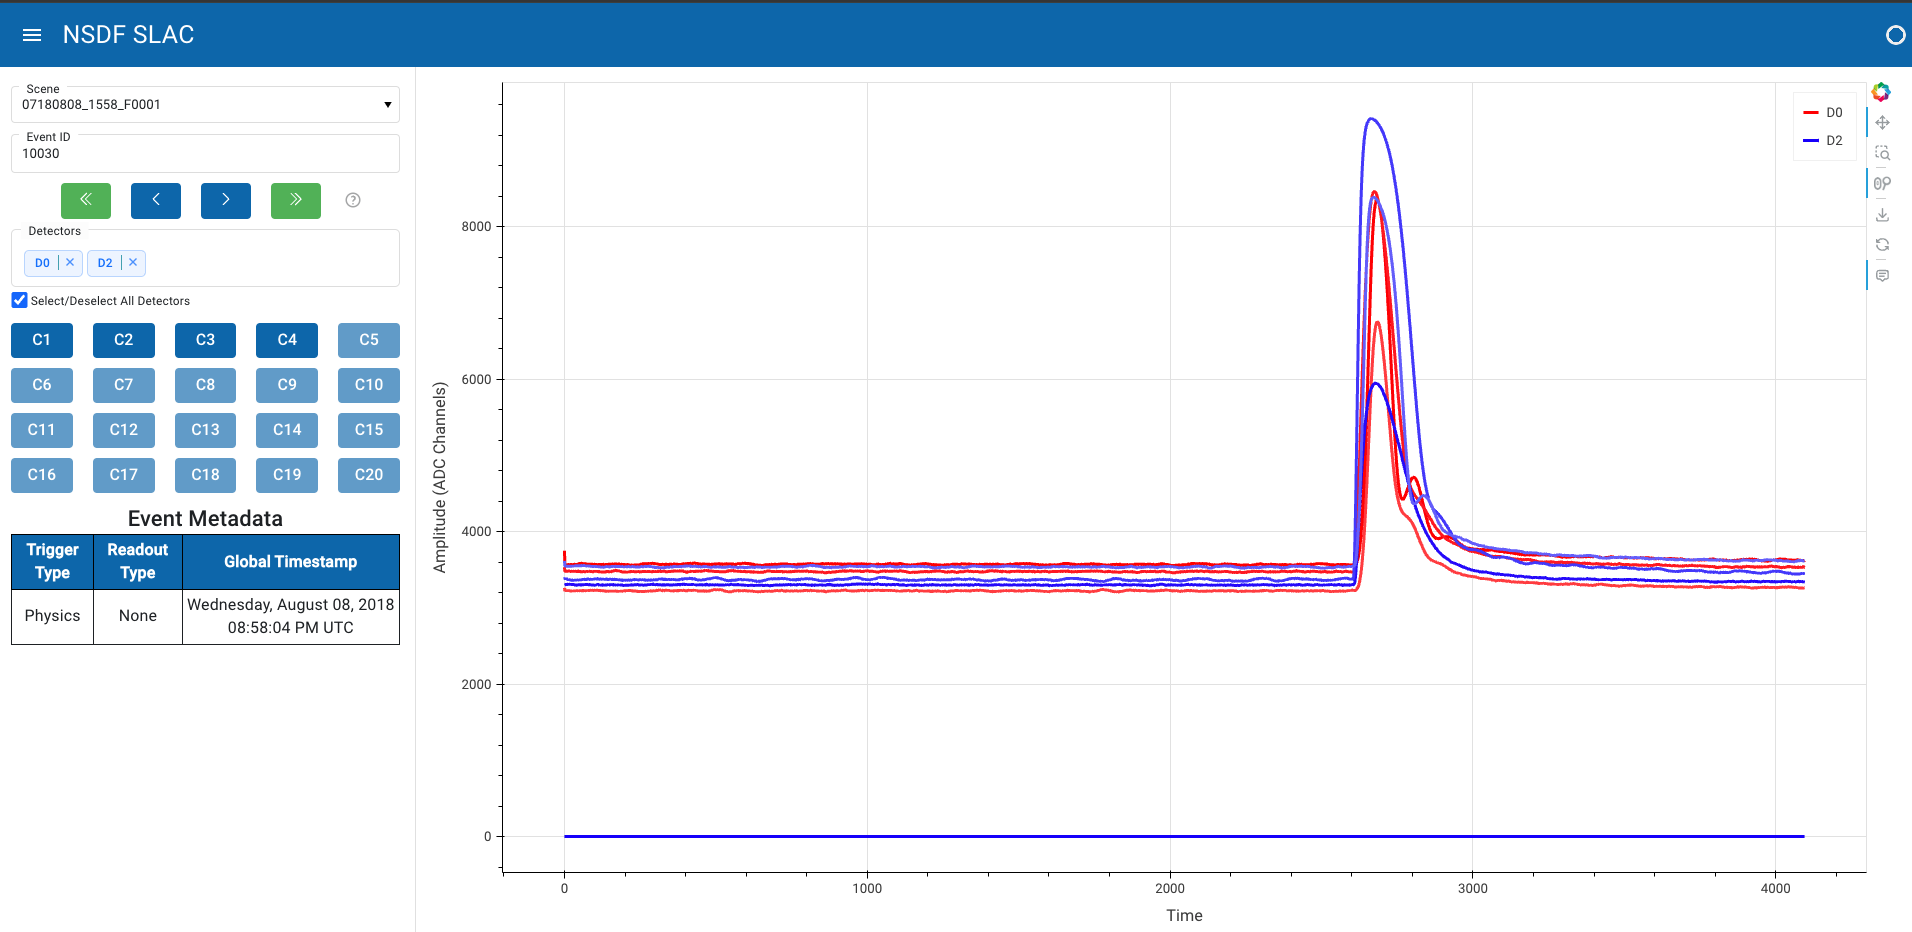 NSDF SLAC
Scene
07180808_1558_F0001
Event ID
10030
Detectors
D0
D2
Select/Deselect All Detectors
C1 C2 C3 C4 C5
C6 C7 C8 C9 C10
C11 C12 C13 C14 C15
C16 C17 C18 C19 C20
Event Metadata
Trigger Type
Readout Type
Global Timestamp
Physics
None
Wednesday, August 08, 2018
08:58:04 PM UTC
Amplitude (ADC Channels)
8000
6000
4000
2000
0
0 1000 2000 3000 4000
Time
D0
D2